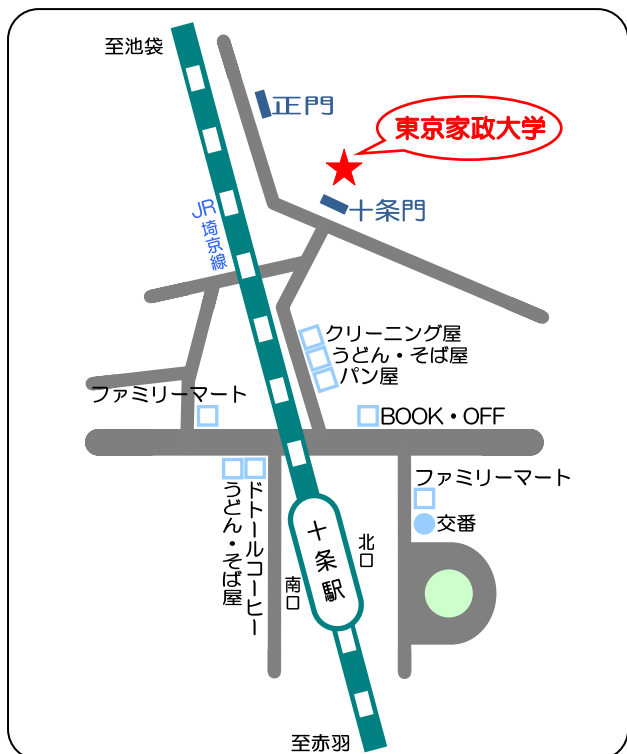 至池袋
正門
東京家政大学
十条門
JR埼京線
クリーニング屋
うどん・そば屋
パン屋
ファミリーマート
BOOK・OFF
ファミリーマート
交番
うどん・そば屋
ドトールコーヒー
十条駅
北口
南口
至赤羽